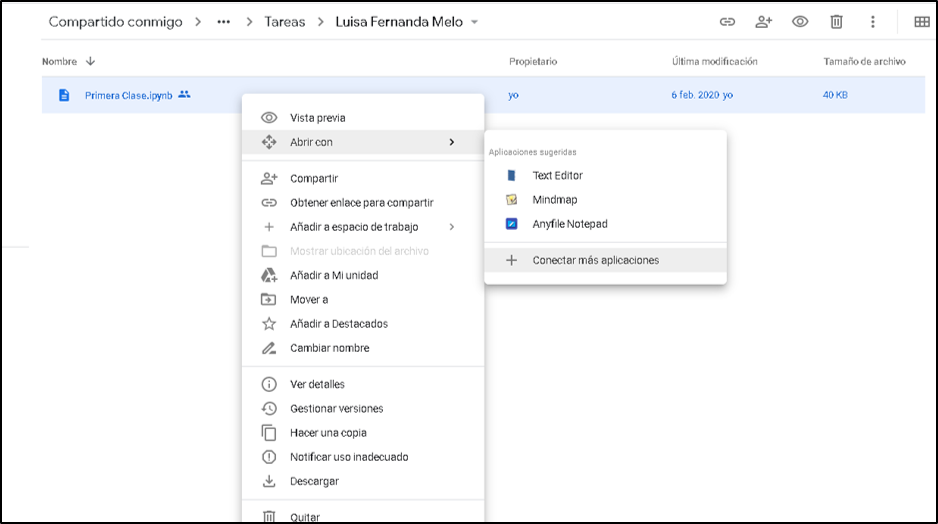 Compartido conmigo > ••• > Tareas > Luisa Fernanda Melo
Nombre Propietario Última modificación Tamaño de archivo
Primera Clase.ipynb yo 6 feb. 2020 yo 40 KB
Vista previa
Abrir con
Compartir
Obtener enlace para compartir
Añadir a espacio de trabajo
Mostrar ubicación del archivo
Añadir a Mi unidad
Mover a
Añadir a Destacados
Cambiar nombre
Ver detalles
Gestionar versiones
Hacer una copia
Notificar uso inadecuado
Descargar
Quitar
Aplicaciones sugeridas
Text Editor
Mindmap
Anyfile Notepad
Conectar más aplicaciones